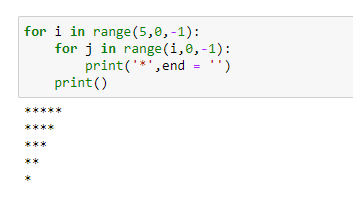 for i in range(5,0,-1):
    for j in range(i,0,-1):
        print('*',end = '')
    print()
*****
****
***
**
*